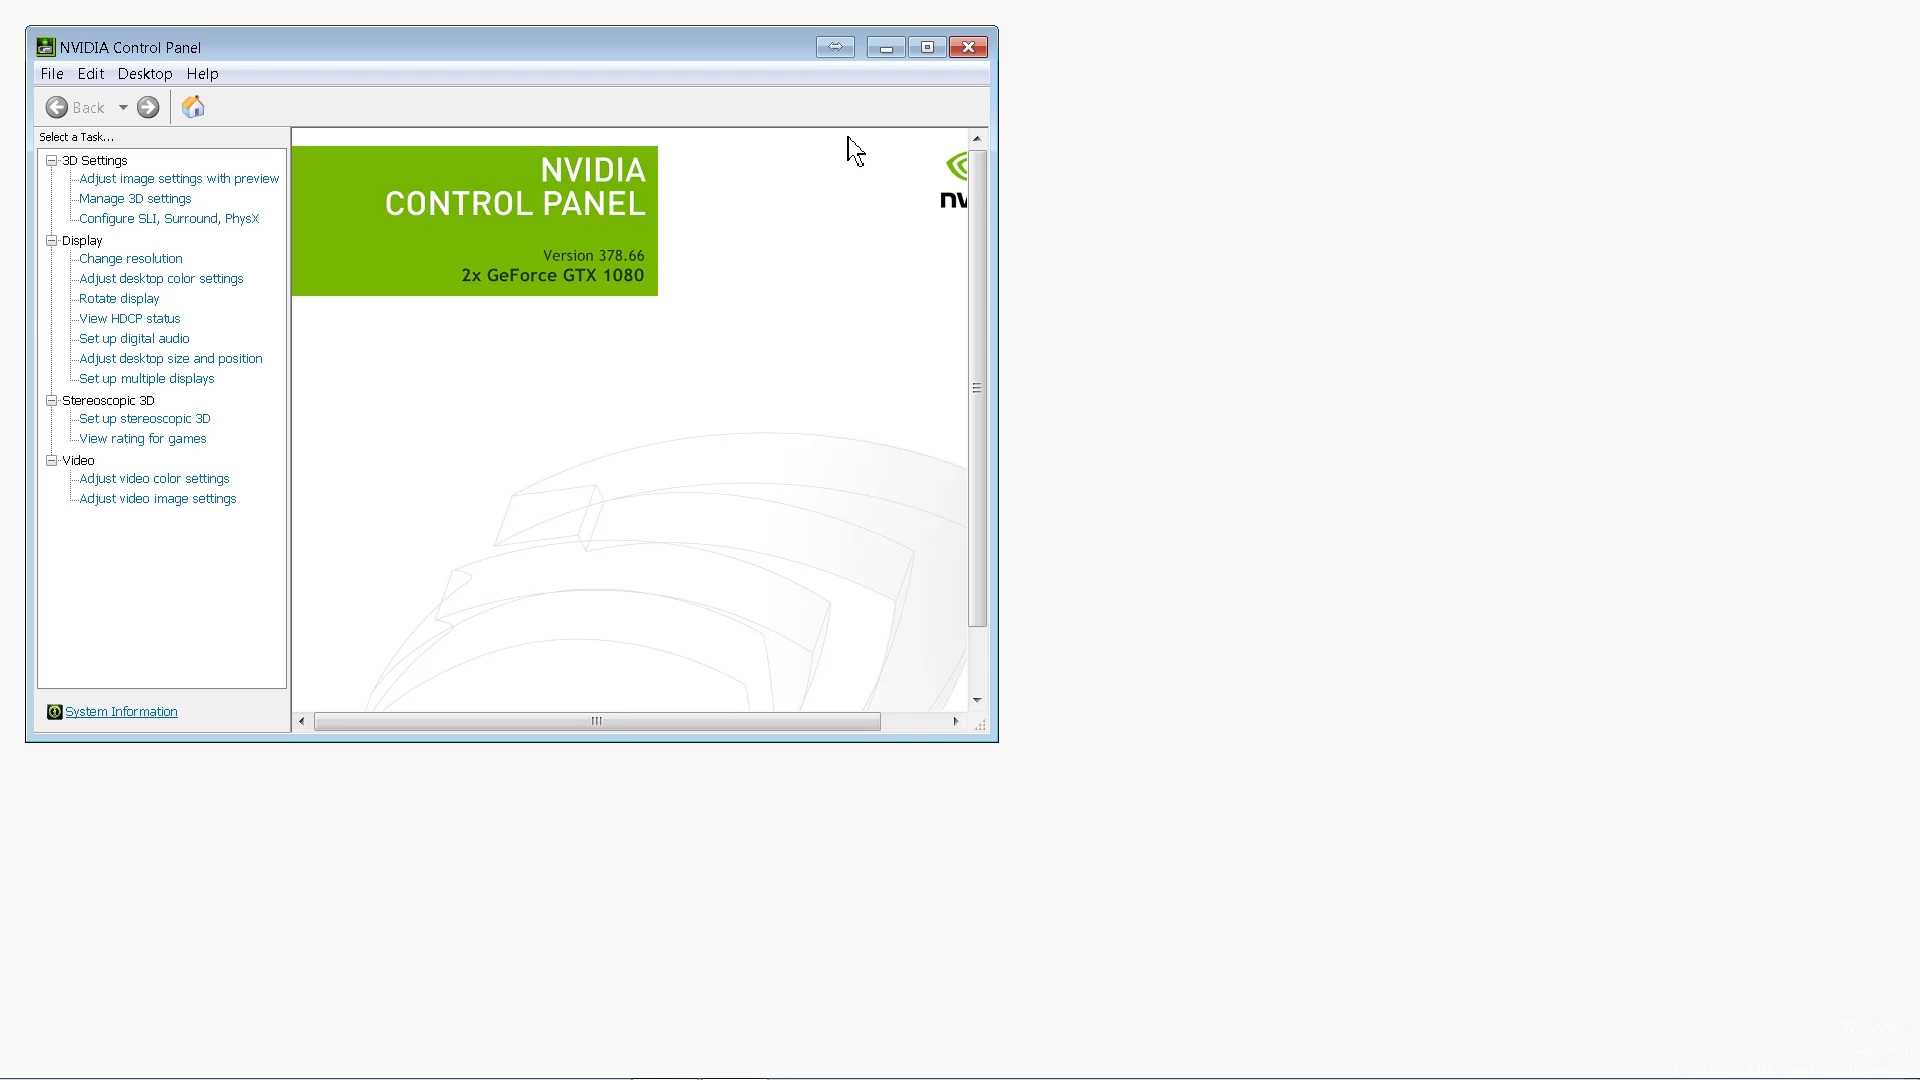 NVIDIA Control Panel
File Edit Desktop Help
Back
Select a Task...
3D Settings
Adjust image settings with preview
Manage 3D settings
Configure SLI, Surround, PhysX
Display
Change resolution
Adjust desktop color settings
Rotate display
View HDCP status
Set up digital audio
Adjust desktop size and position
Set up multiple displays
Stereoscopic 3D
Set up stereoscopic 3D
View rating for games
Video
Adjust video color settings
Adjust video image settings
System Information
NVIDIA
CONTROL PANEL
Version 378.66
2x GeForce GTX 1080